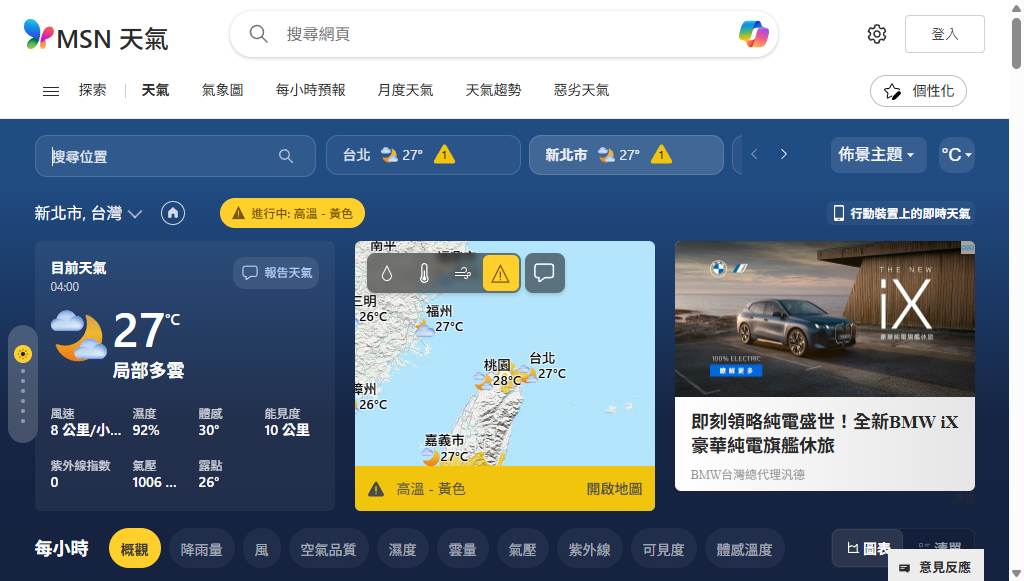 MSN 天氣
搜尋網頁
登入
探索
天氣
氣象圖
每小時預報
月度天氣
天氣趨勢
惡劣天氣
個性化
搜尋位置
台北 27° 1
新北市 27° 1
佈景主題
°C
新北市, 台灣
進行中: 高溫 - 黃色
行動裝置上的即時天氣
目前天氣
04:00
報告天氣
27°C
局部多雲
風速 濕度 體感 能見度
8 公里/小... 92% 30° 10 公里
紫外線指數 氣壓 露點
0 1006 ... 26°
南平
三明
26°C
福州
27°C
桃園
28°C
台北
27°C
漳州
26°C
嘉義市
27°C
高溫 - 黃色
開啟地圖
THE NEW
iX
豪華純電旗艦休旅
100% ELECTRIC
瞭解更多
即刻領略純電盛世！全新BMW iX
豪華純電旗艦休旅
BMW台灣總代理汎德
每小時
概觀
降雨量
風
空氣品質
濕度
雲量
氣壓
紫外線
可見度
體感溫度
圖表
清單
意見反應